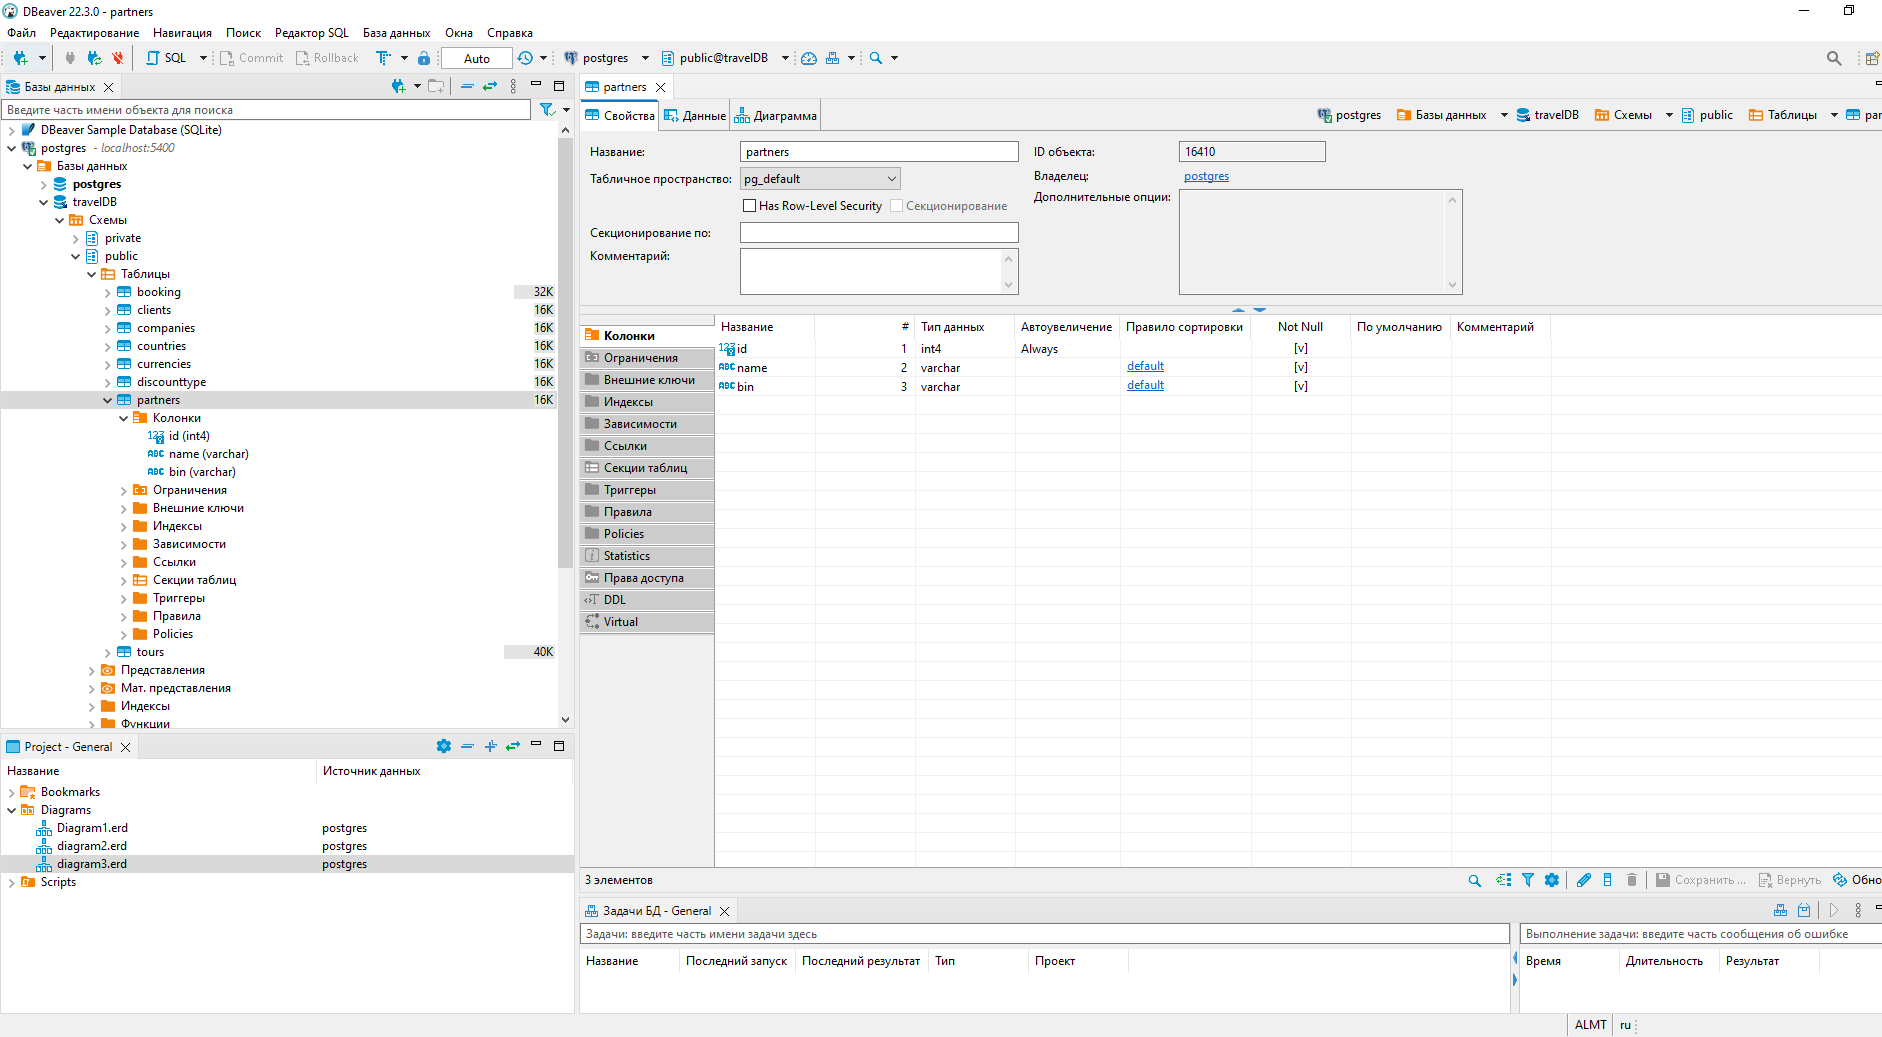 DBeaver 22.3.0 - partners
Файл Редактирование Навигация Поиск Редактор SQL База данных Окна Справка
SQL Commit Rollback Auto postgres public@travelDB
Базы данных
Введите часть имени объекта для поиска
DBeaver Sample Database (SQLite)
postgres - localhost:5400
Базы данных
postgres
travelDB
Схемы
private
public
Таблицы
booking 32K
clients 16K
companies 16K
countries 16K
currencies 16K
discounttype 16K
partners 16K
Колонки
123 id (int4)
ABC name (varchar)
ABC bin (varchar)
Ограничения
Внешние ключи
Индексы
Зависимости
Ссылки
Секции таблиц
Триггеры
Правила
Policies
tours 40K
Представления
Мат. представления
Индексы
Функции
Project - General
Название Источник данных
Bookmarks
Diagrams
Diagram1.erd postgres
diagram2.erd postgres
diagram3.erd postgres
Scripts
partners
Свойства Данные Диаграмма postgres Базы данных travelDB Схемы public Таблицы par
Название: partners ID объекта: 16410
Табличное пространство: pg_default Владелец: postgres
Has Row-Level Security Секционирование Дополнительные опции:
Секционирование по:
Комментарий:
Колонки
Ограничения
Внешние ключи
Индексы
Зависимости
Ссылки
Секции таблиц
Триггеры
Правила
Policies
Statistics
Права доступа
DDL
Virtual
Название # Тип данных Автоувеличение Правило сортировки Not Null По умолчанию Комментарий
123 id 1 int4 Always [v]
ABC name 2 varchar default [v]
ABC bin 3 varchar default [v]
3 элементов Сохранить ... Вернуть Обно
Задачи БД - General
Задачи: введите часть имени задачи здесь Выполнение задачи: введите часть сообщения об ошибке
Название Последний запуск Последний результат Тип Проект Время Длительность Результат
ALMT ru